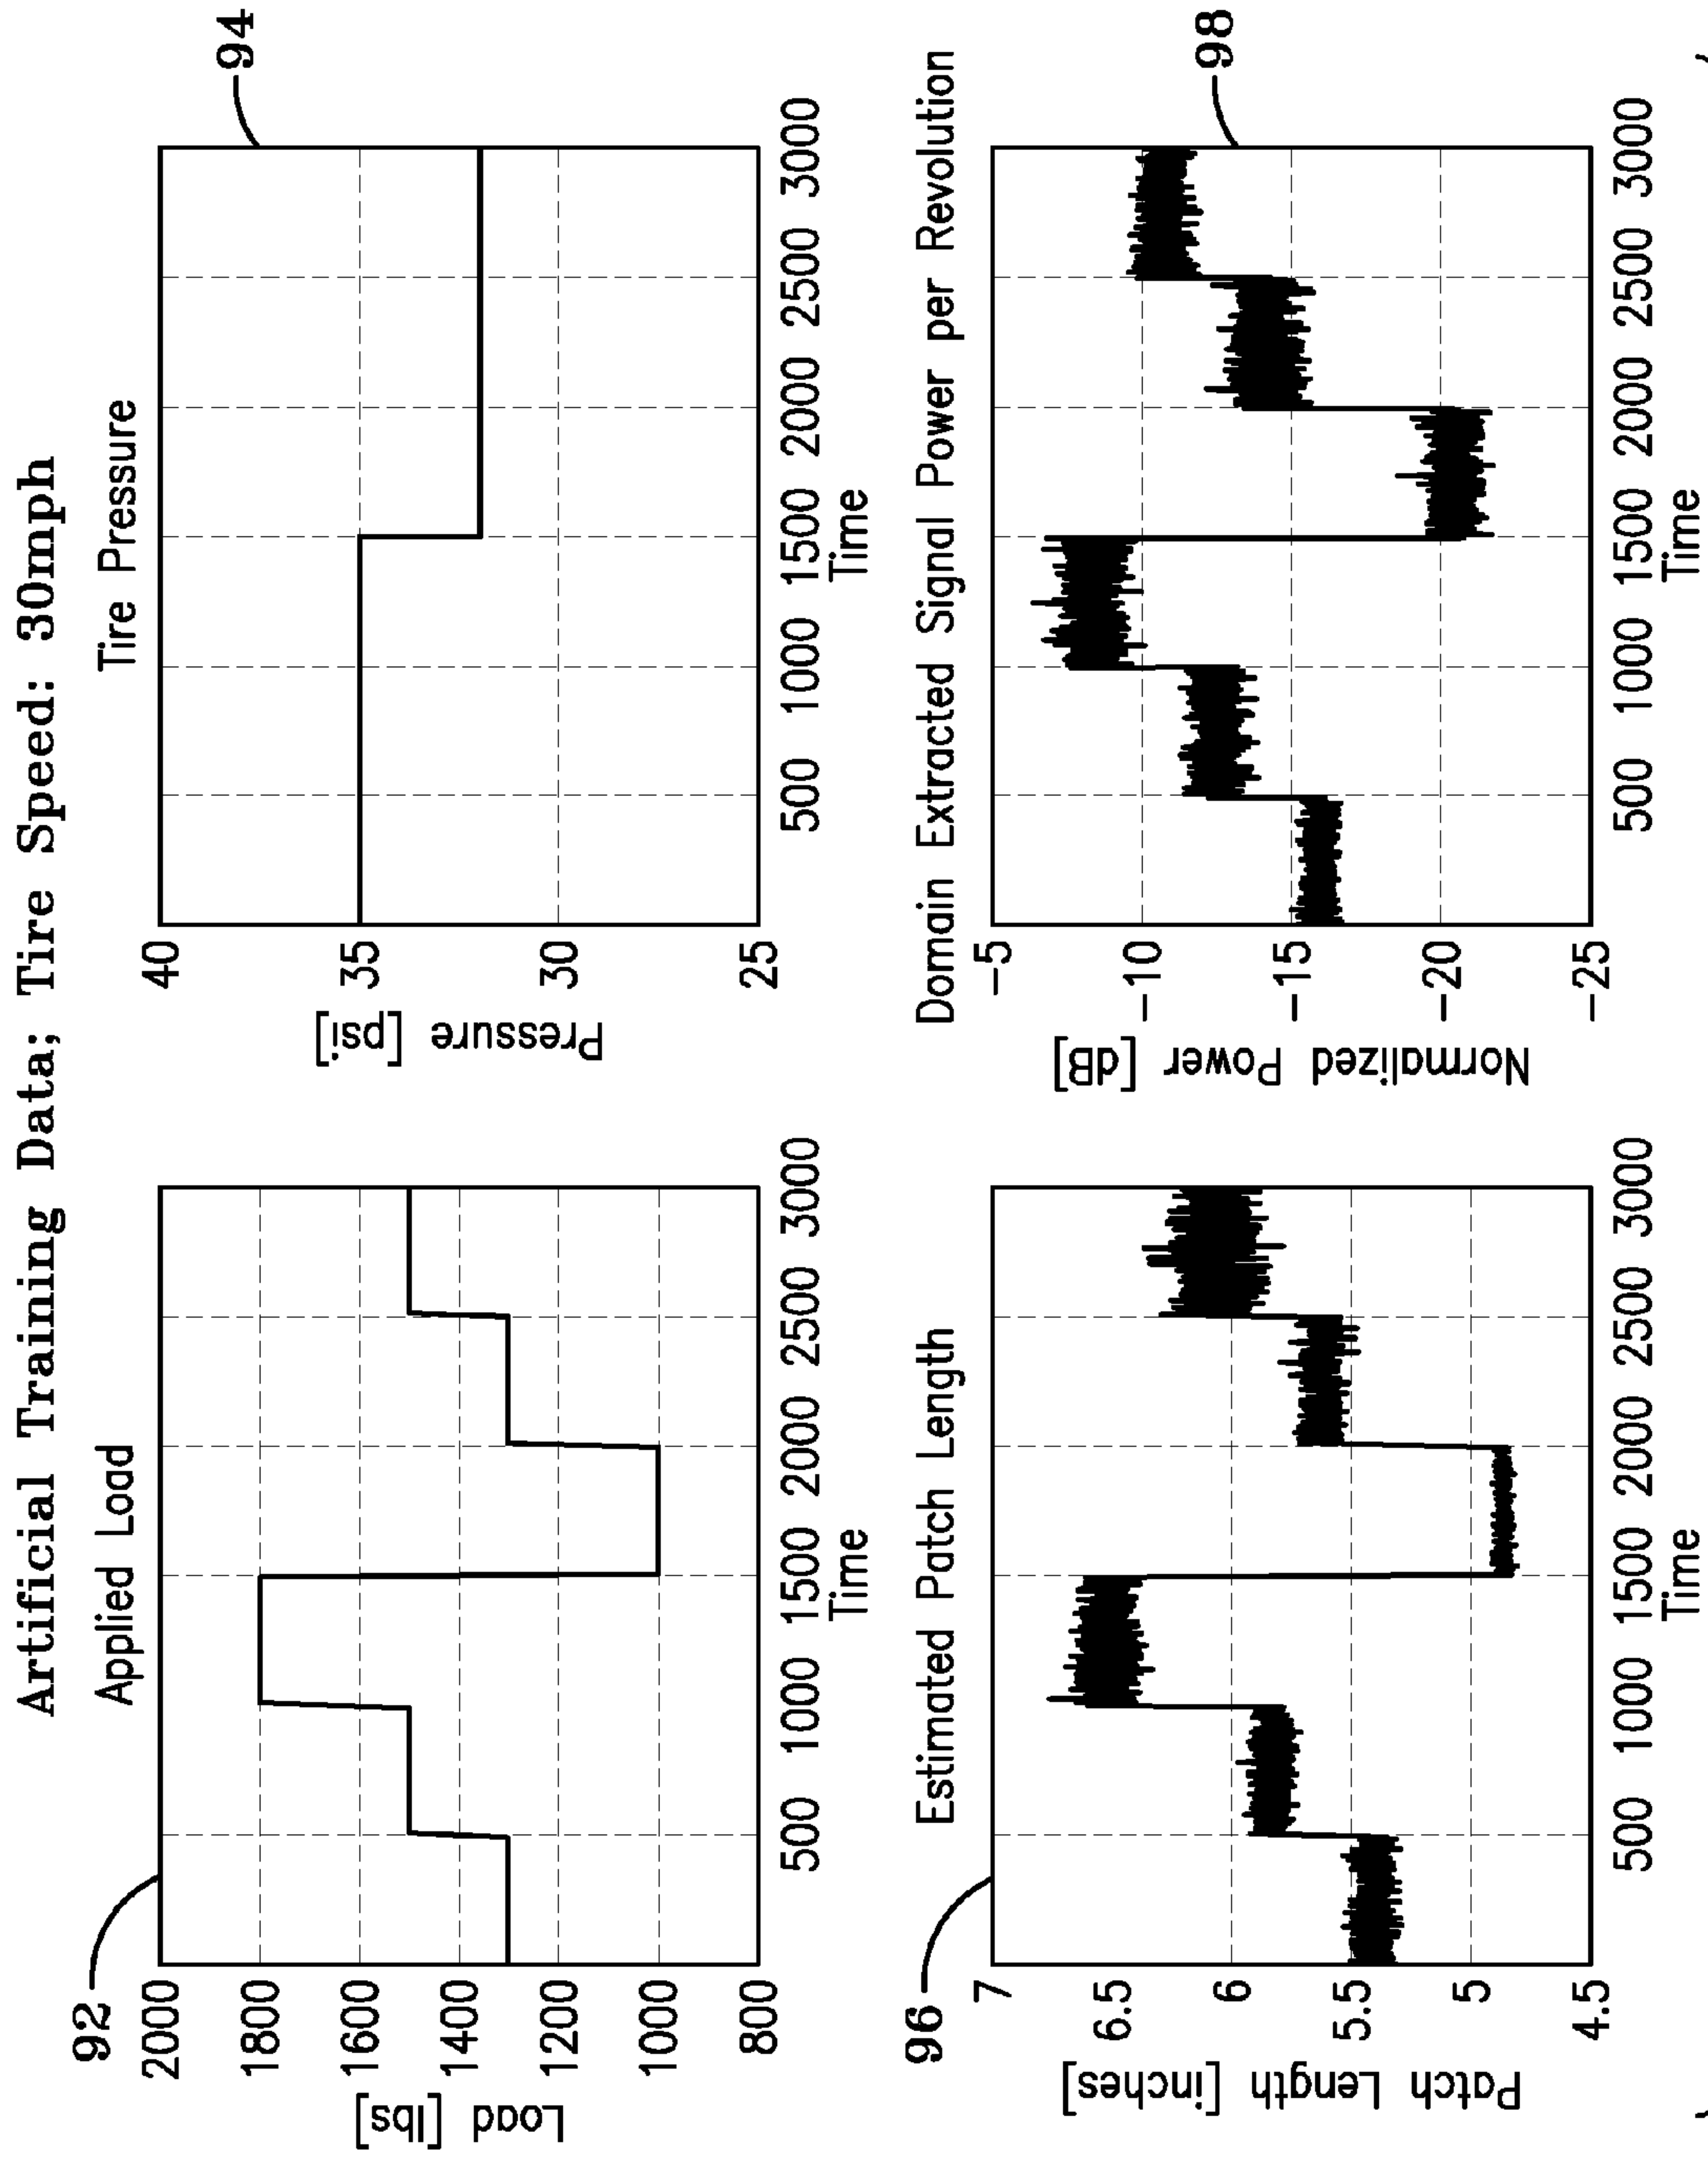 Artificial Training Data; Tire Speed: 30mph
92
Applied Load
Load [lbs]
2000
1800
1600
1400
1200
1000
800
500 1000 1500 2000 2500 3000
Time
94
Tire Pressure
Pressure [psi]
40
35
30
25
500 1000 1500 2000 2500 3000
Time
96
Estimated Patch Length
Patch Length [inches]
7
6.5
6
5.5
5
4.5
500 1000 1500 2000 2500 3000
Time
98
Domain Extracted Signal Power per Revolution
Normalized Power [dB]
-5
-10
-15
-20
-25
500 1000 1500 2000 2500 3000
Time